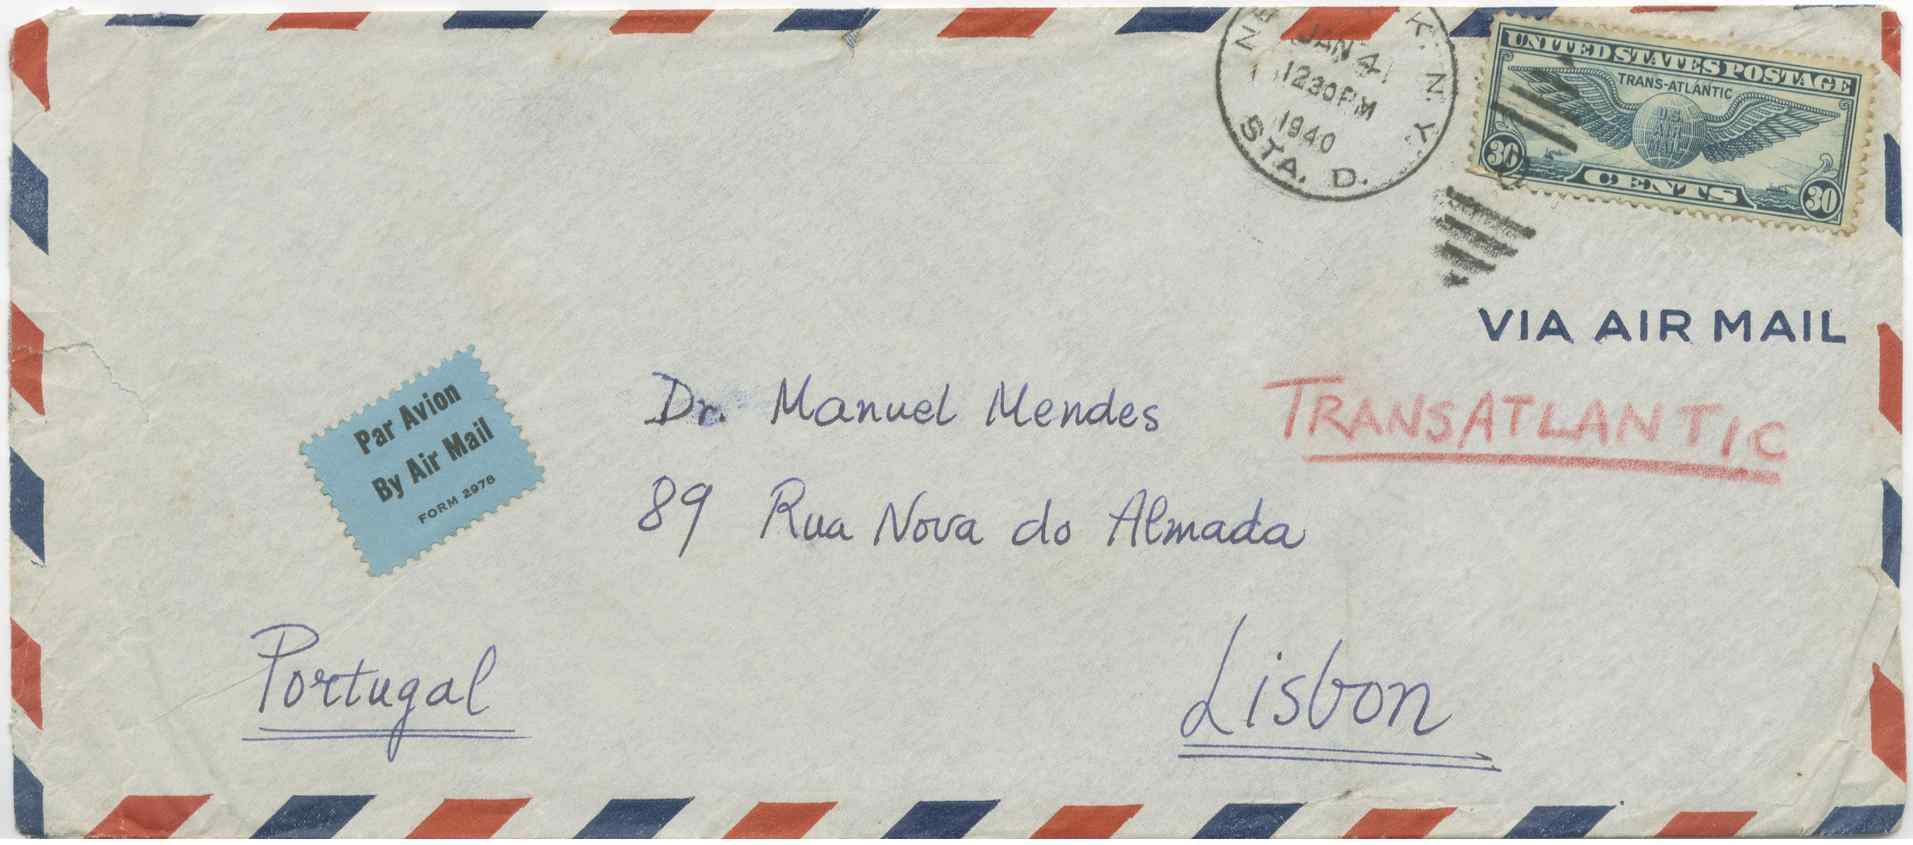 STA. D.
JAN 4
12 30 PM
1940
UNITED STATES POSTAGE
TRANS-ATLANTIC
U.S.
AIR
MAIL
30
CENTS
30
VIA AIR MAIL
TRANSATLANTIC
Par Avion
By Air Mail
FORM 2978
Dr. Manuel Mendes
89 Rua Nova do Almada
Portugal
Lisbon